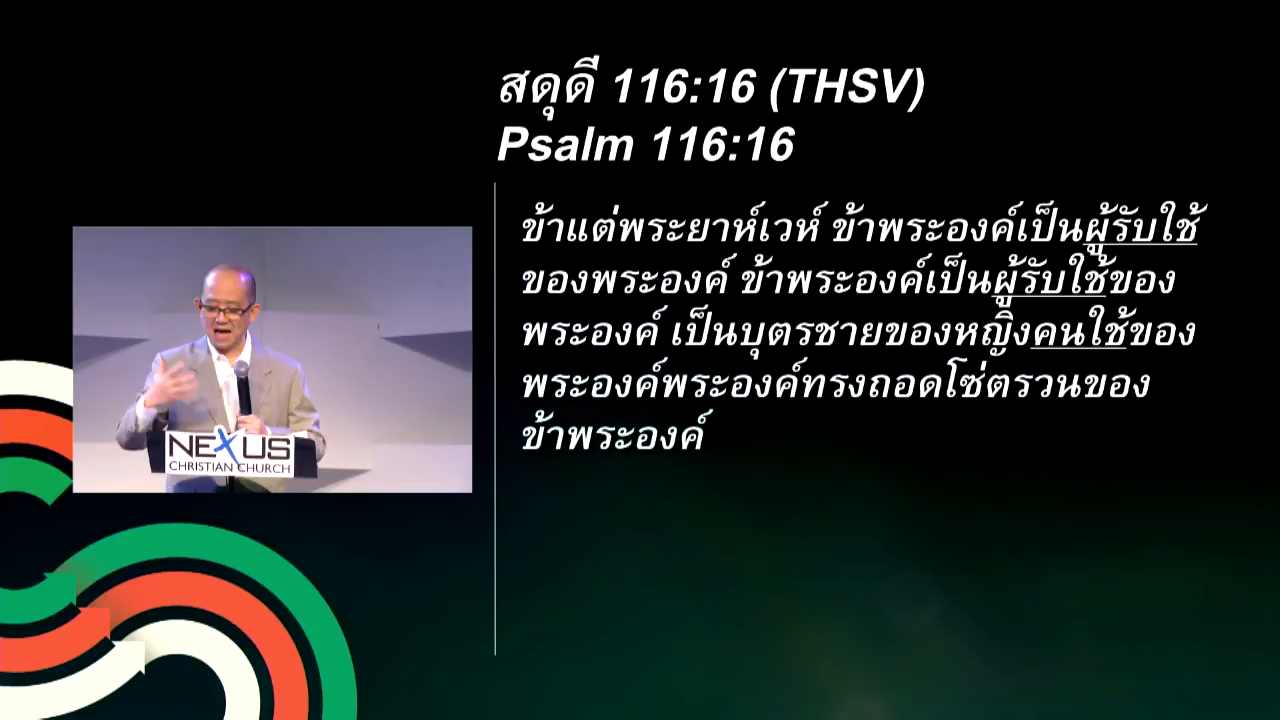 สดุดี 116:16 (THSV)
Psalm 116:16
ข้าแต่พระยาห์เวห์ ข้าพระองค์เป็นผู้รับใช้
ของพระองค์ ข้าพระองค์เป็นผู้รับใช้ของ
พระองค์ เป็นบุตรชายของหญิงคนใช้ของ
พระองค์พระองค์ทรงถอดโซ่ตรวนของ
ข้าพระองค์
NEXUS
CHRISTIAN CHURCH